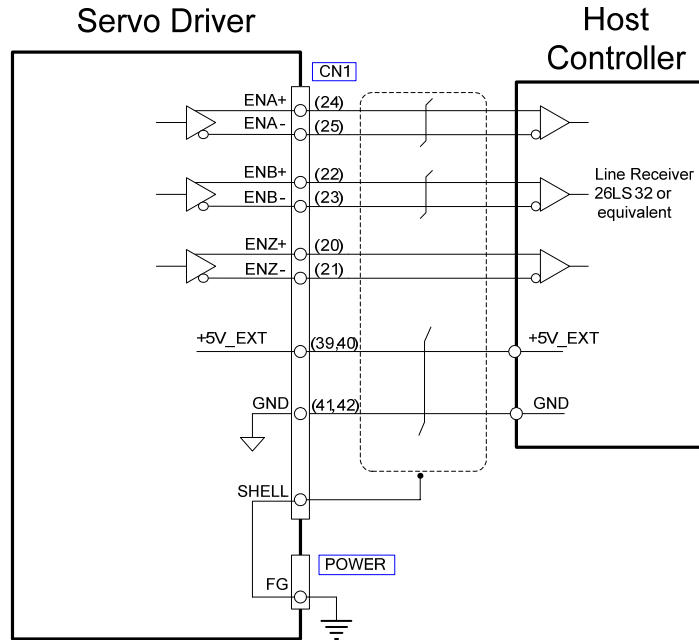 Servo Driver
Host
Controller
CN1
ENA+ (24)
ENA- (25)
ENB+ (22)
ENB- (23)
Line Receiver
26LS32 or
equivalent
ENZ+ (20)
ENZ- (21)
+5V_EXT (39,40) +5V_EXT
GND (41,42) GND
SHELL
POWER
FG